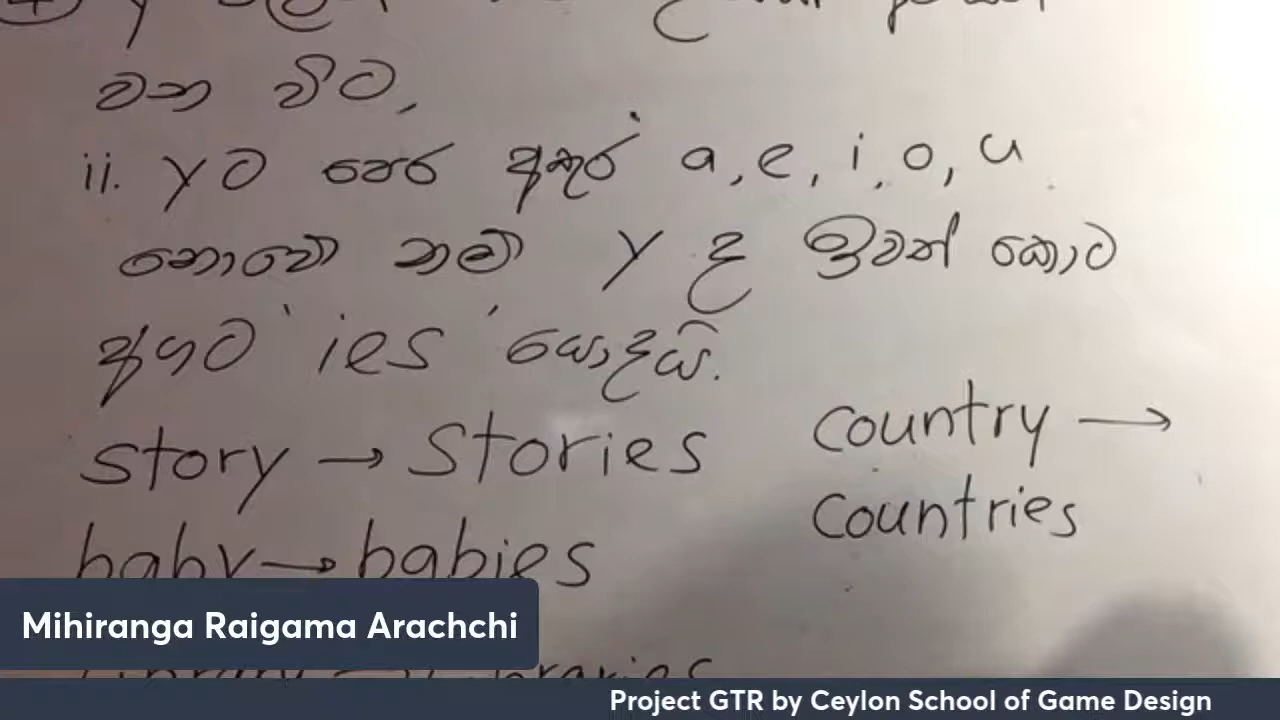 වන විට,
ii. y ට පෙර අකුර a, e, i, o, u
නොවේ නම් y ද ඉවත් කොට
අගට 'ies' යොදයි.
story → stories
country →
countries
baby → babies
Mihiranga Raigama Arachchi
Project GTR by Ceylon School of Game Design